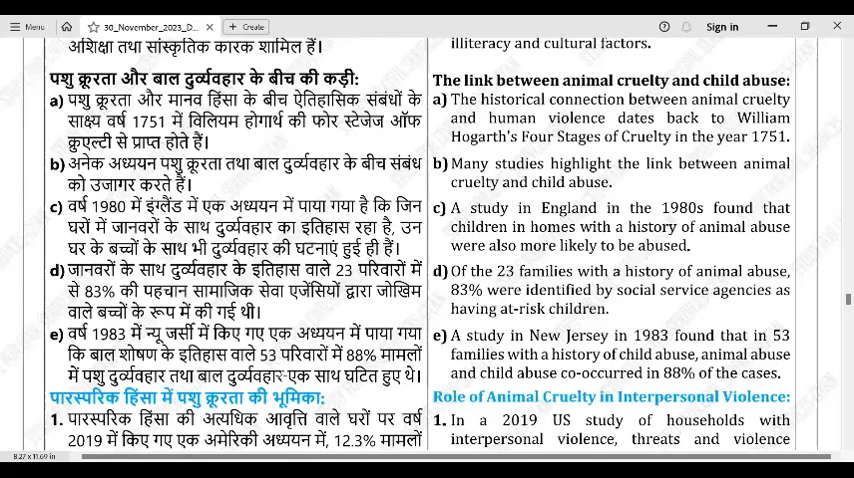 Menu
30_November_2023_D...
Create
Sign in
अशिक्षा तथा सांस्कृतिक कारक शामिल हैं।
पशु क्रूरता और बाल दुर्व्यवहार के बीच की कड़ी:
a) पशु क्रूरता और मानव हिंसा के बीच ऐतिहासिक संबंधों के
साक्ष्य वर्ष 1751 में विलियम होगार्थ की फोर स्टेजेज ऑफ
क्रुएल्टी से प्राप्त होते हैं।
b) अनेक अध्ययन पशु क्रूरता तथा बाल दुर्व्यवहार के बीच संबंध
को उजागर करते हैं।
c) वर्ष 1980 में इंग्लैंड में एक अध्ययन में पाया गया है कि जिन
घरों में जानवरों के साथ दुर्व्यवहार का इतिहास रहा है, उन
घर के बच्चों के साथ भी दुर्व्यवहार की घटनाएं हुई ही हैं।
d) जानवरों के साथ दुर्व्यवहार के इतिहास वाले 23 परिवारों में
से 83% की पहचान सामाजिक सेवा एजेंसियों द्वारा जोखिम
वाले बच्चों के रूप में की गई थी।
e) वर्ष 1983 में न्यू जर्सी में किए गए एक अध्ययन में पाया गया
कि बाल शोषण के इतिहास वाले 53 परिवारों में 88% मामलों
में पशु दुर्व्यवहार तथा बाल दुर्व्यवहार एक साथ घटित हुए थे।
पारस्परिक हिंसा में पशु क्रूरता की भूमिका:
1. पारस्परिक हिंसा की अत्यधिक आवृत्ति वाले घरों पर वर्ष
2019 में किए गए एक अमेरिकी अध्ययन में, 12.3% मामलों
illiteracy and cultural factors.
The link between animal cruelty and child abuse:
a) The historical connection between animal cruelty
and human violence dates back to William
Hogarth's Four Stages of Cruelty in the year 1751.
b) Many studies highlight the link between animal
cruelty and child abuse.
c) A study in England in the 1980s found that
children in homes with a history of animal abuse
were also more likely to be abused.
d) Of the 23 families with a history of animal abuse,
83% were identified by social service agencies as
having at-risk children.
e) A study in New Jersey in 1983 found that in 53
families with a history of child abuse, animal abuse
and child abuse co-occurred in 88% of the cases.
Role of Animal Cruelty in Interpersonal Violence:
1. In a 2019 US study of households with
interpersonal violence, threats and violence
8.27 x 11.69 in